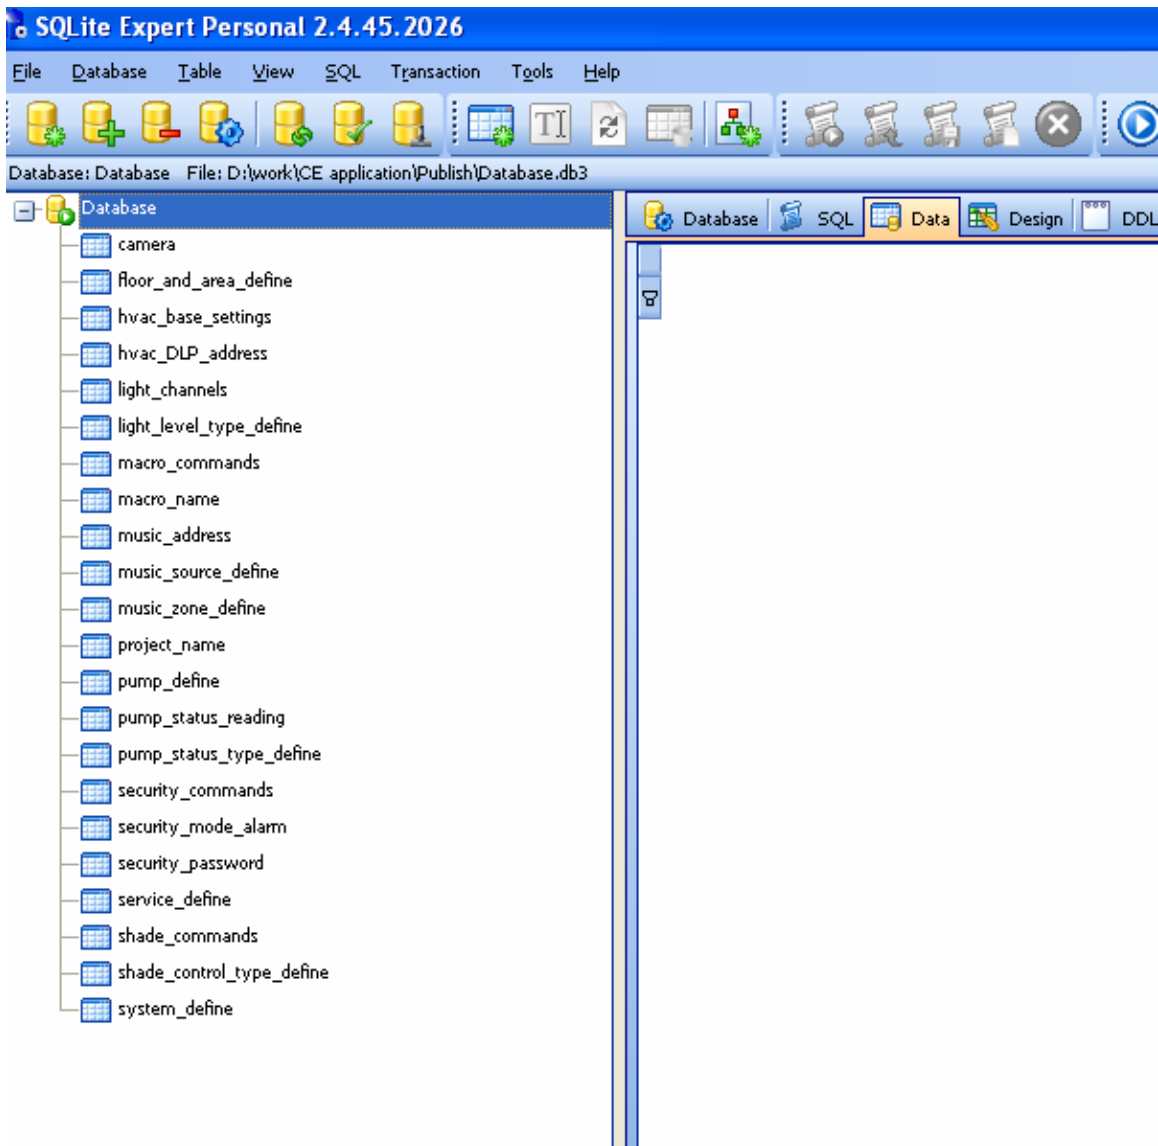 SQLite Expert Personal 2.4.45.2026
File Database Table View SQL Transaction Tools Help
Database: Database File: D:\work\CE application\Publish\Database.db3
Database
Database SQL Data Design DDL
camera
floor_and_area_define
hvac_base_settings
hvac_DLP_address
light_channels
light_level_type_define
macro_commands
macro_name
music_address
music_source_define
music_zone_define
project_name
pump_define
pump_status_reading
pump_status_type_define
security_commands
security_mode_alarm
security_password
service_define
shade_commands
shade_control_type_define
system_define